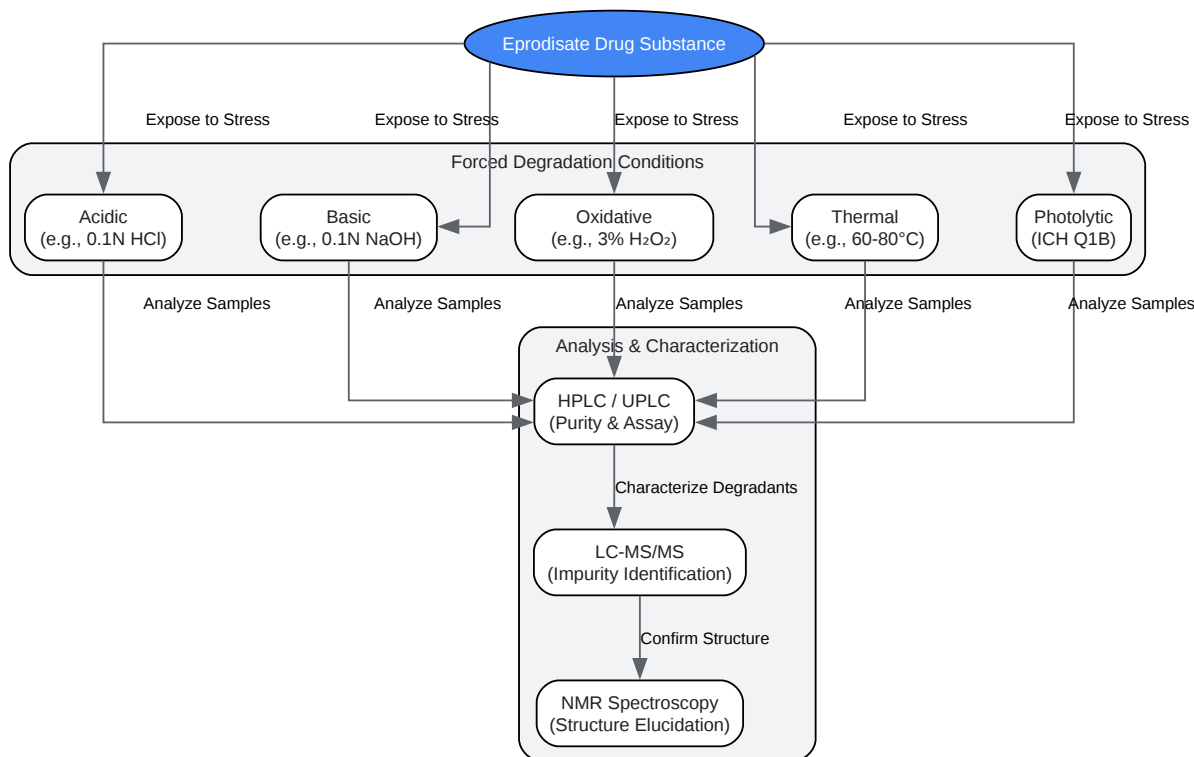 Eprodisate Drug Substance
Expose to Stress
Expose to Stress
Expose to Stress
Expose to Stress
Expose to Stress
Forced Degradation Conditions
Acidic
(e.g., 0.1N HCl)
Basic
(e.g., 0.1N NaOH)
Oxidative
(e.g., 3% H₂O₂)
Thermal
(e.g., 60-80°C)
Photolytic
(ICH Q1B)
Analyze Samples
Analyze Samples
Analyze Samples
Analyze Samples
Analyze Samples
Analysis & Characterization
HPLC / UPLC
(Purity & Assay)
Characterize Degradants
LC-MS/MS
(Impurity Identification)
Confirm Structure
NMR Spectroscopy
(Structure Elucidation)